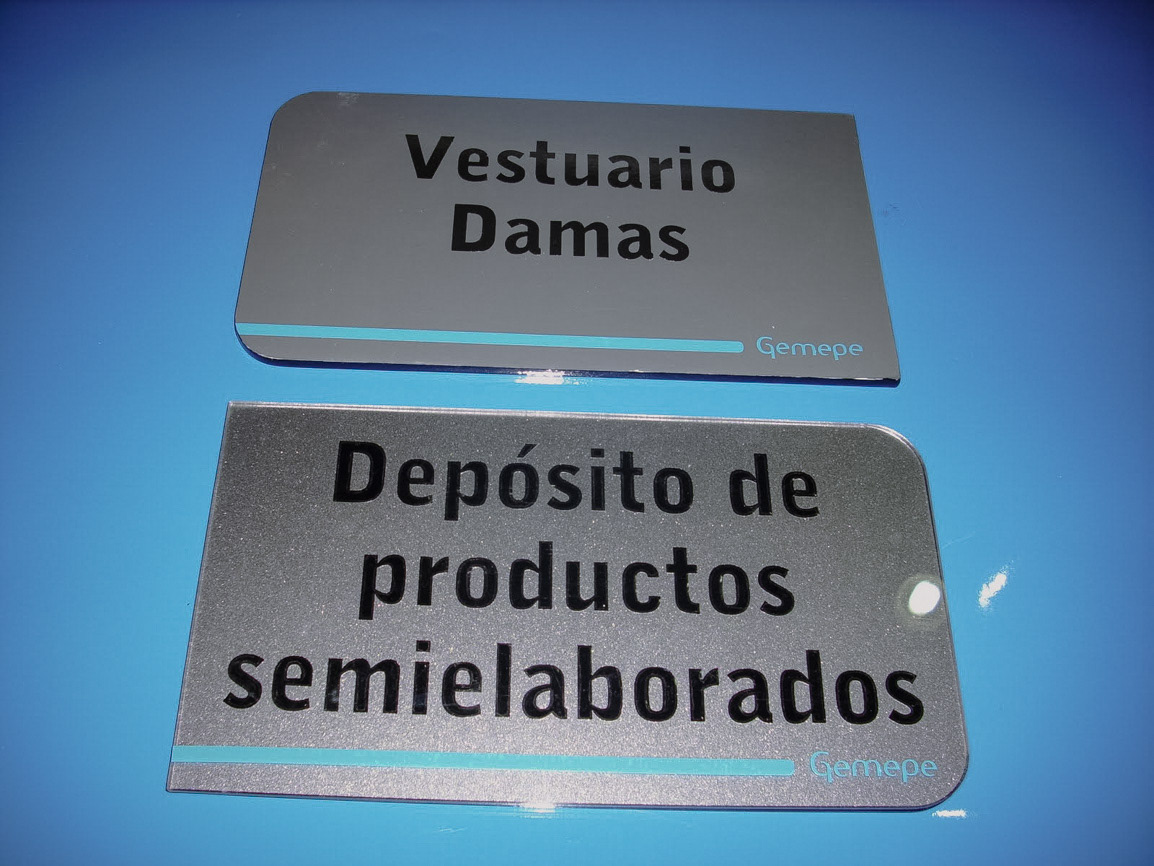 Vestuario
Damas
Gemepe
Depósito de
productos
semielaborados
Gemepe